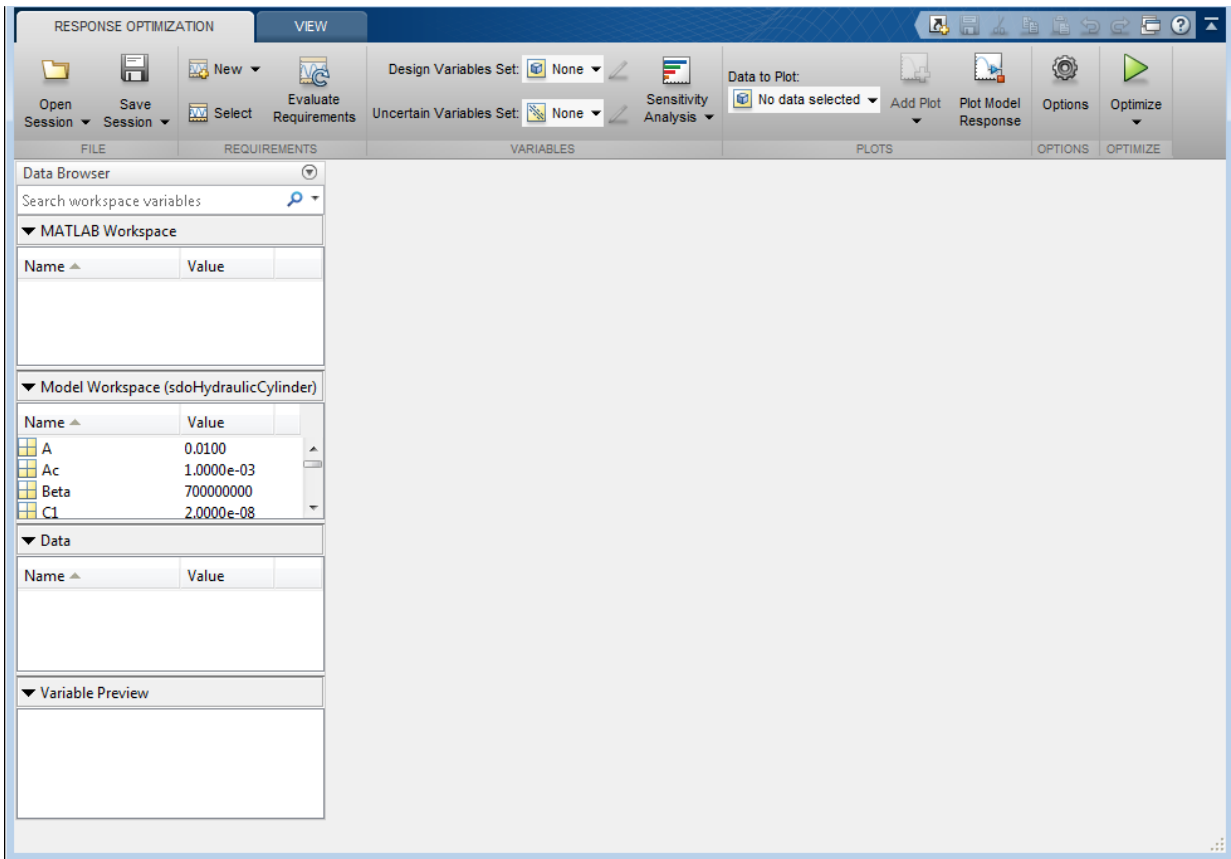 RESPONSE OPTIMIZATION VIEW
New Design Variables Set: None Data to Plot:
Open Session Save Session Select Evaluate Requirements Uncertain Variables Set: None Sensitivity Analysis No data selected Add Plot Plot Model Response Options Optimize
FILE REQUIREMENTS VARIABLES PLOTS OPTIONS OPTIMIZE
Data Browser
Search workspace variables
MATLAB Workspace
Name Value
Model Workspace (sdoHydraulicCylinder)
Name Value
A 0.0100
Ac 1.0000e-03
Beta 700000000
C1 2.0000e-08
Data
Name Value
Variable Preview